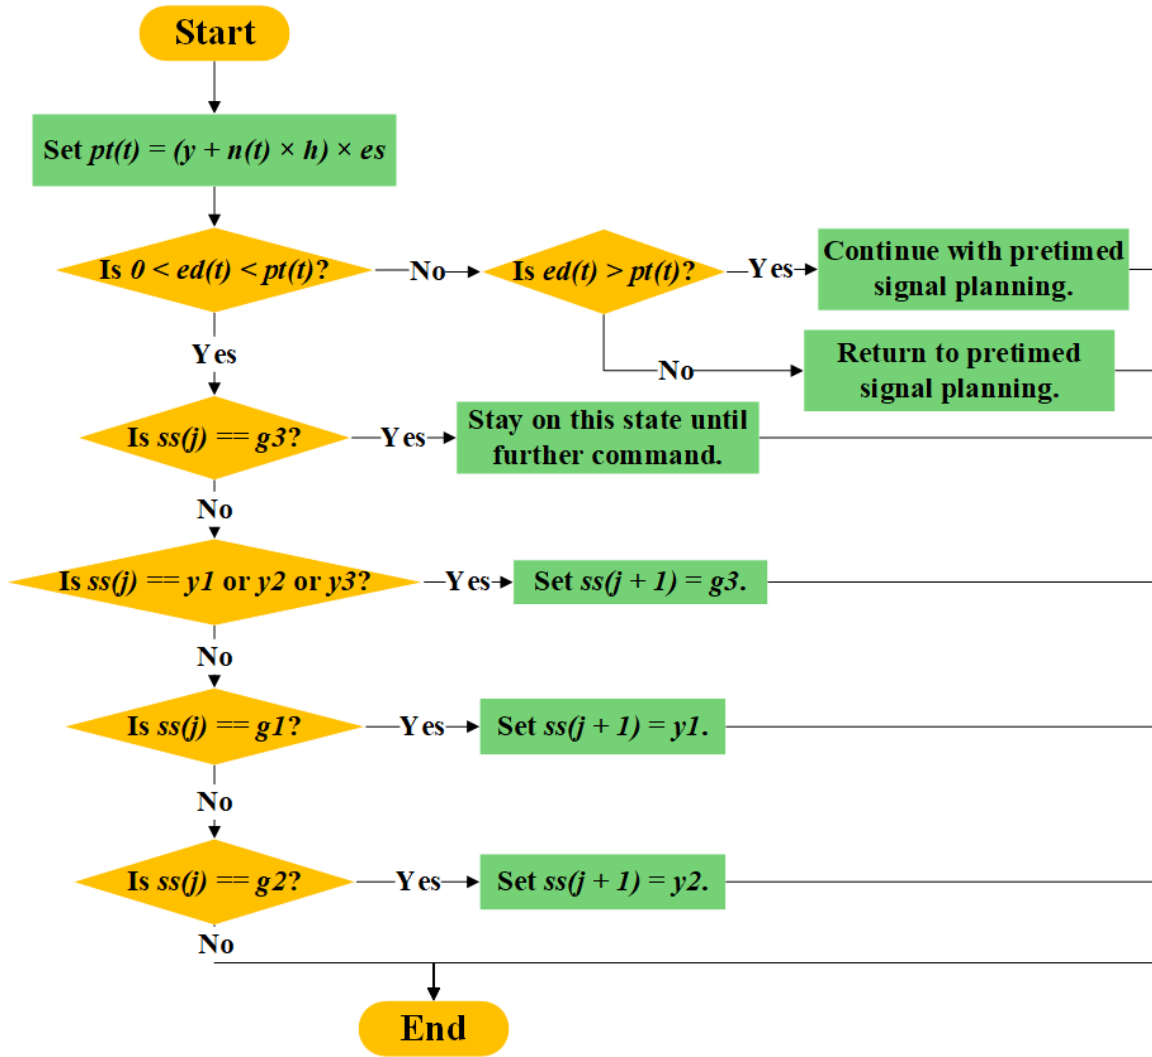 Start
Set pt(t) = (y + n(t) × h) × es
Is 0 < ed(t) < pt(t)?
No
Is ed(t) > pt(t)?
Yes
Continue with pretimed
signal planning.
Yes
No
Return to pretimed
signal planning.
Is ss(j) == g3?
Yes
Stay on this state until
further command.
No
Is ss(j) == y1 or y2 or y3?
Yes
Set ss(j + 1) = g3.
No
Is ss(j) == g1?
Yes
Set ss(j + 1) = y1.
No
Is ss(j) == g2?
Yes
Set ss(j + 1) = y2.
No
End